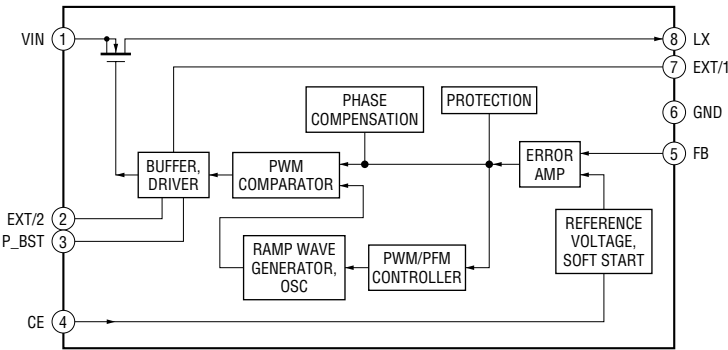 VIN 1
8 LX
7 EXT/1
PHASE
COMPENSATION
PROTECTION
6 GND
BUFFER,
DRIVER
PWM
COMPARATOR
ERROR
AMP
5 FB
EXT/2 2
P_BST 3
RAMP WAVE
GENERATOR,
OSC
PWM/PFM
CONTROLLER
REFERENCE
VOLTAGE,
SOFT START
CE 4